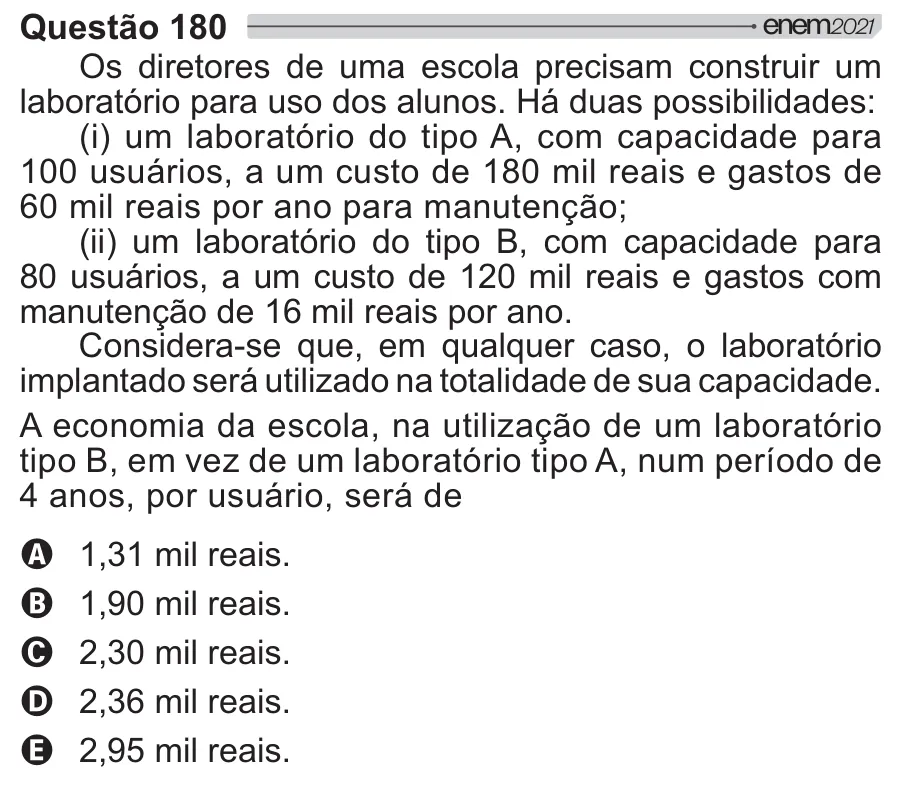 Questão 180 enem2021
Os diretores de uma escola precisam construir um
laboratório para uso dos alunos. Há duas possibilidades:
(i) um laboratório do tipo A, com capacidade para
100 usuários, a um custo de 180 mil reais e gastos de
60 mil reais por ano para manutenção;
(ii) um laboratório do tipo B, com capacidade para
80 usuários, a um custo de 120 mil reais e gastos com
manutenção de 16 mil reais por ano.
Considera-se que, em qualquer caso, o laboratório
implantado será utilizado na totalidade de sua capacidade.
A economia da escola, na utilização de um laboratório
tipo B, em vez de um laboratório tipo A, num período de
4 anos, por usuário, será de
A 1,31 mil reais.
B 1,90 mil reais.
C 2,30 mil reais.
D 2,36 mil reais.
E 2,95 mil reais.